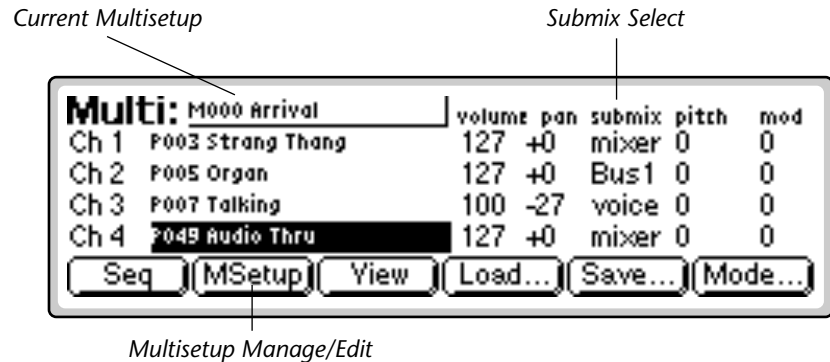 Current Multisetup Submix Select
Multi: M000 Arrival volume pan submix pitch mod
Ch 1 P003 Strang Thang 127 +0 mixer 0 0
Ch 2 P005 Organ 127 +0 Bus1 0 0
Ch 3 P007 Talking 100 -27 voice 0 0
Ch 4 P049 Audio Thru 127 +0 mixer 0 0
Seq MSetup View Load... Save... Mode...
Multisetup Manage/Edit